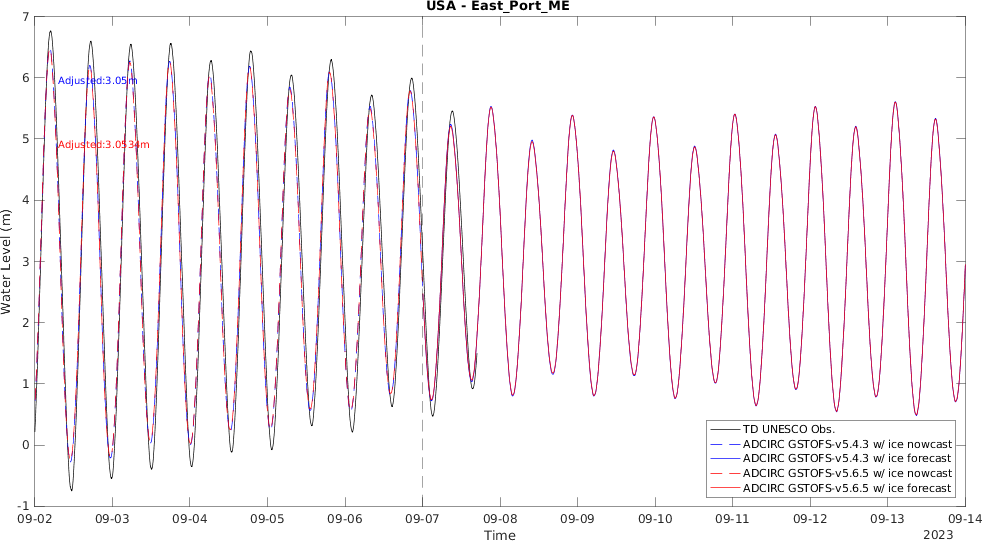 USA - East_Port_ME
7
6
5
4
3
2
1
0
-1
Water Level (m)
Adjusted:3.05m
Adjusted:3.0534m
TD UNESCO Obs.
ADCIRC GSTOFS-v5.4.3 w/ ice nowcast
ADCIRC GSTOFS-v5.4.3 w/ ice forecast
ADCIRC GSTOFS-v5.6.5 w/ ice nowcast
ADCIRC GSTOFS-v5.6.5 w/ ice forecast
09-02 09-03 09-04 09-05 09-06 09-07 09-08 09-09 09-10 09-11 09-12 09-13 09-14
Time
2023